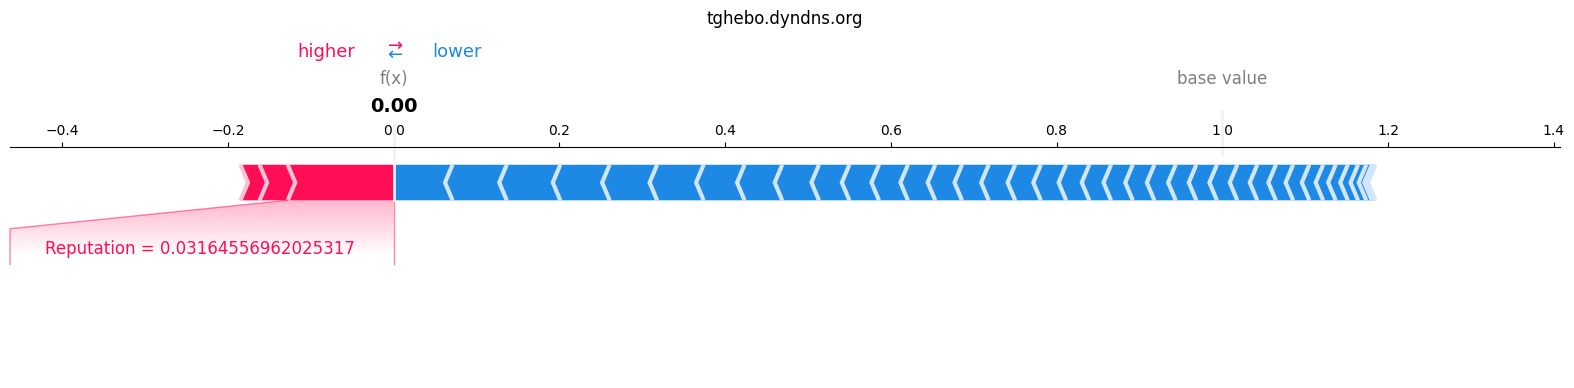 tghebo.dyndns.org
higher ⇄ lower
f(x) base value
0.00
−0.4 −0.2 0.0 0.2 0.4 0.6 0.8 1.0 1.2 1.4
Reputation = 0.03164556962025317